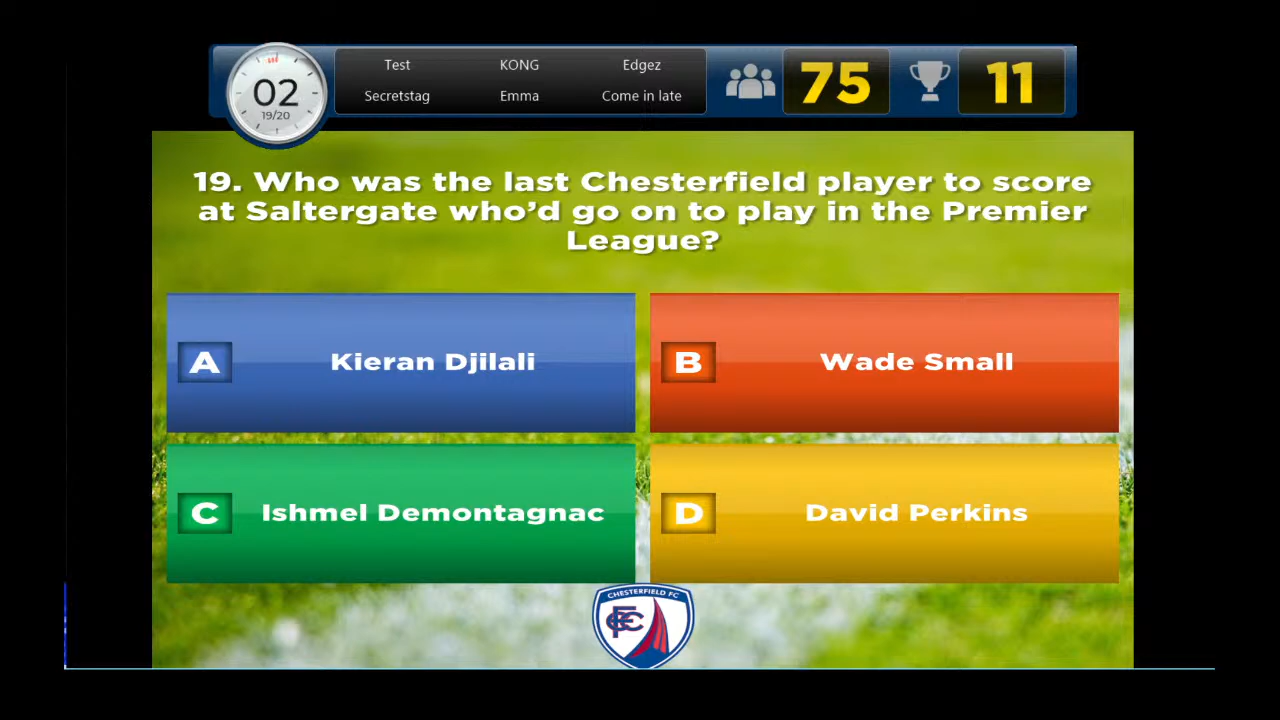 02
19/20
Test KONG Edgez
Secretstag Emma Come in late
75
11
19. Who was the last Chesterfield player to score
at Saltergate who'd go on to play in the Premier
League?
A Kieran Djilali
B Wade Small
C Ishmel Demontagnac
D David Perkins
CHESTERFIELD FC
CFC